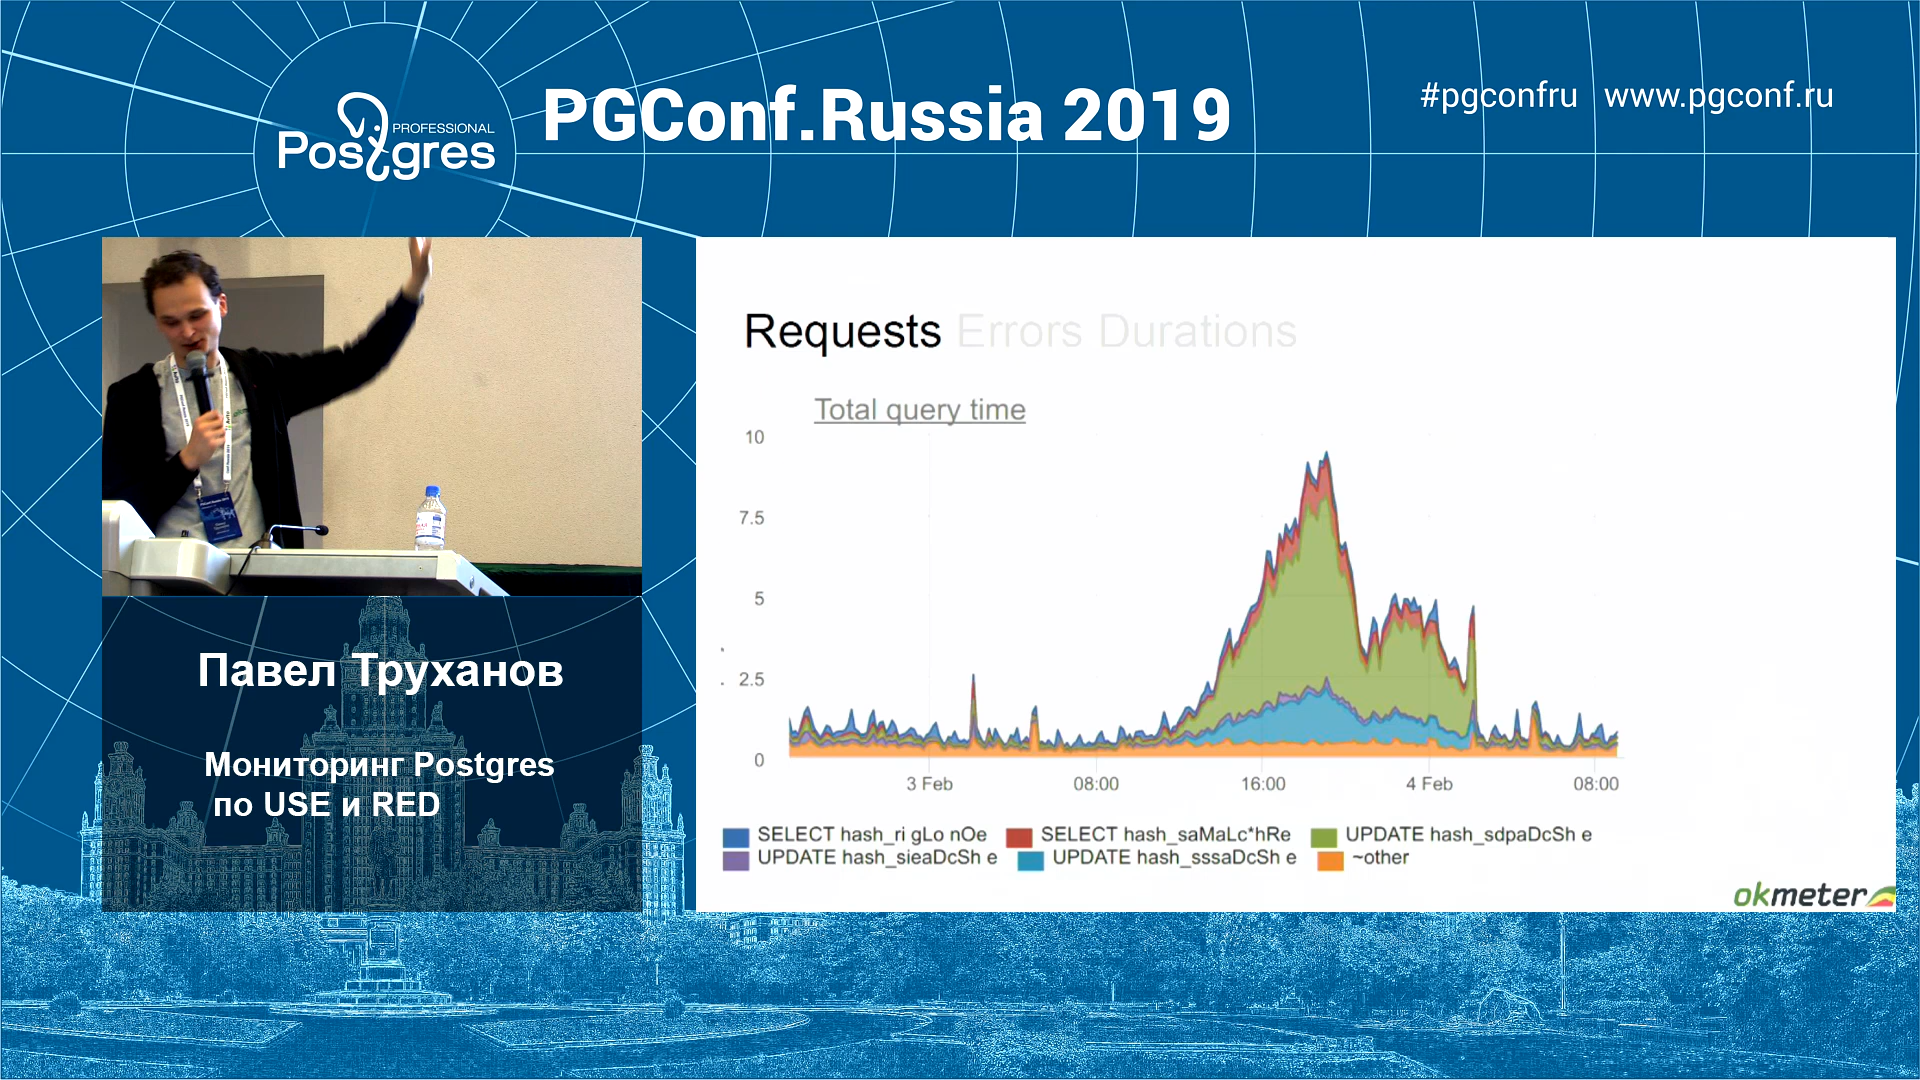 PROFESSIONAL
Postgres
PGConf.Russia 2019
#pgconfru www.pgconf.ru
Requests Errors Durations
Total query time
10
7.5
5
2.5
0
3 Feb
08:00
16:00
4 Feb
08:00
SELECT hash_ri gLo nOe
SELECT hash_saMaLc*hRe
UPDATE hash_sdpaDcSh e
UPDATE hash_sieaDcSh e
UPDATE hash_sssaDcSh e
~other
okmeter
Павел Труханов
Мониторинг Postgres
по USE и RED